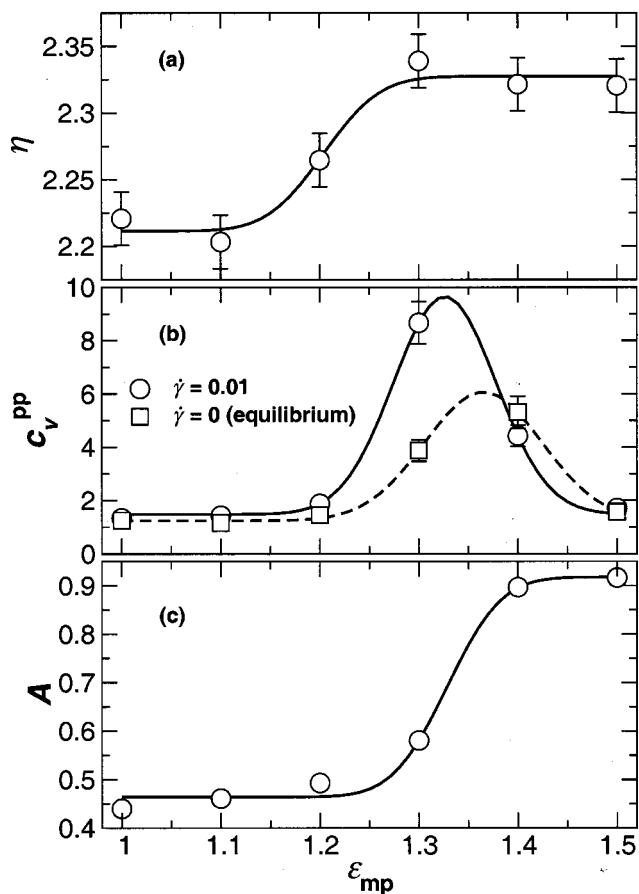 2.35
(a)
2.3
η
2.25
2.2
10
(b)
8
γ̇ = 0.01
6
γ̇ = 0 (equilibrium)
c_v^pp
4
2
0
0.9
(c)
0.8
0.7
A
0.6
0.5
0.4
1 1.1 1.2 1.3 1.4 1.5
ε_mp